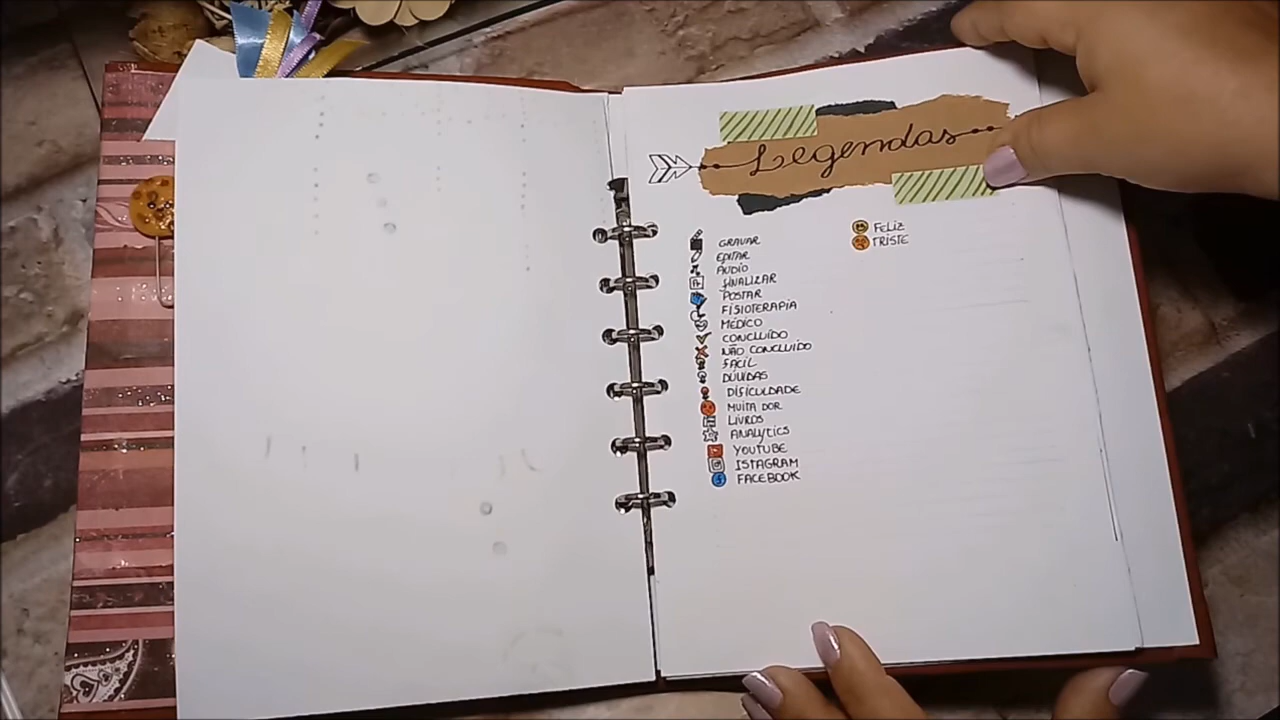 Legendas
GRAVAR
EDITAR
ÁUDIO
FINALIZAR
POSTAR
FISIOTERAPIA
MÉDICO
CONCLUÍDO
NÃO CONCLUÍDO
FÁCIL
DÚVIDAS
DIFICULDADE
MUITA DOR
LIVROS
ANALYTICS
YOUTUBE
ISTAGRAM
FACEBOOK
FELIZ
TRISTE